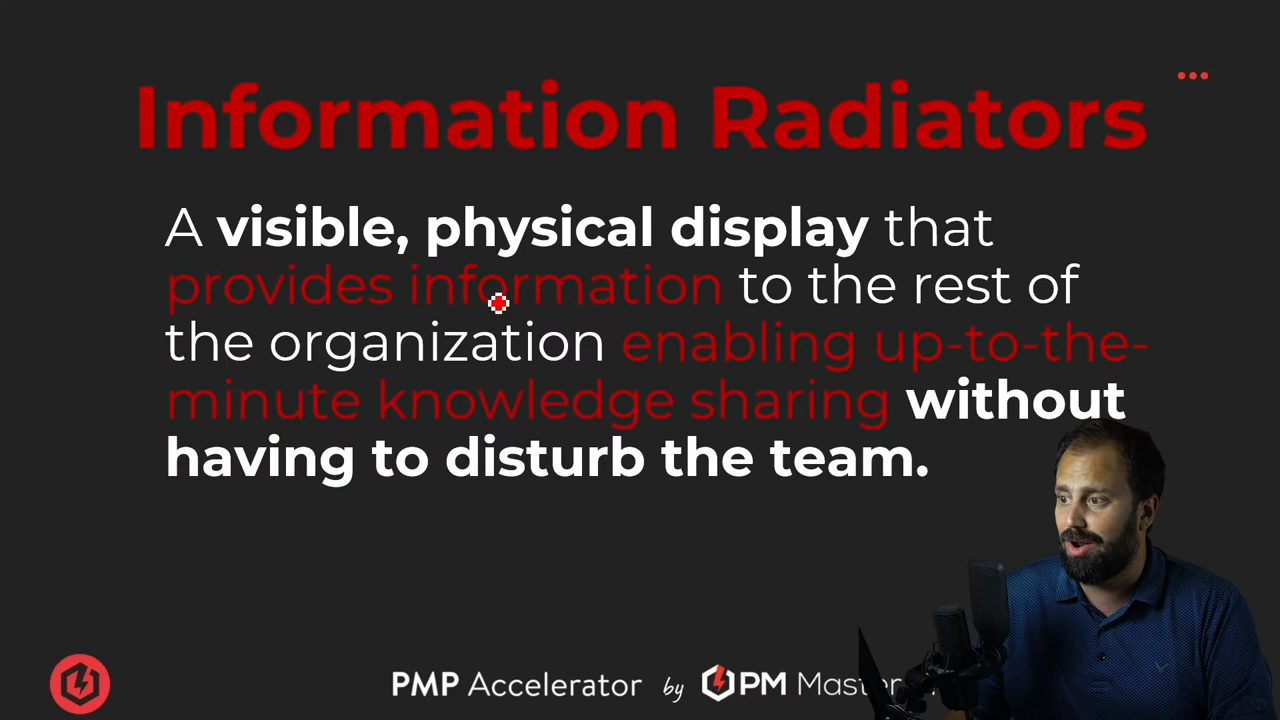 Information Radiators
A visible, physical display that
provides information to the rest of
the organization enabling up-to-the-
minute knowledge sharing without
having to disturb the team.
PMP Accelerator by PM